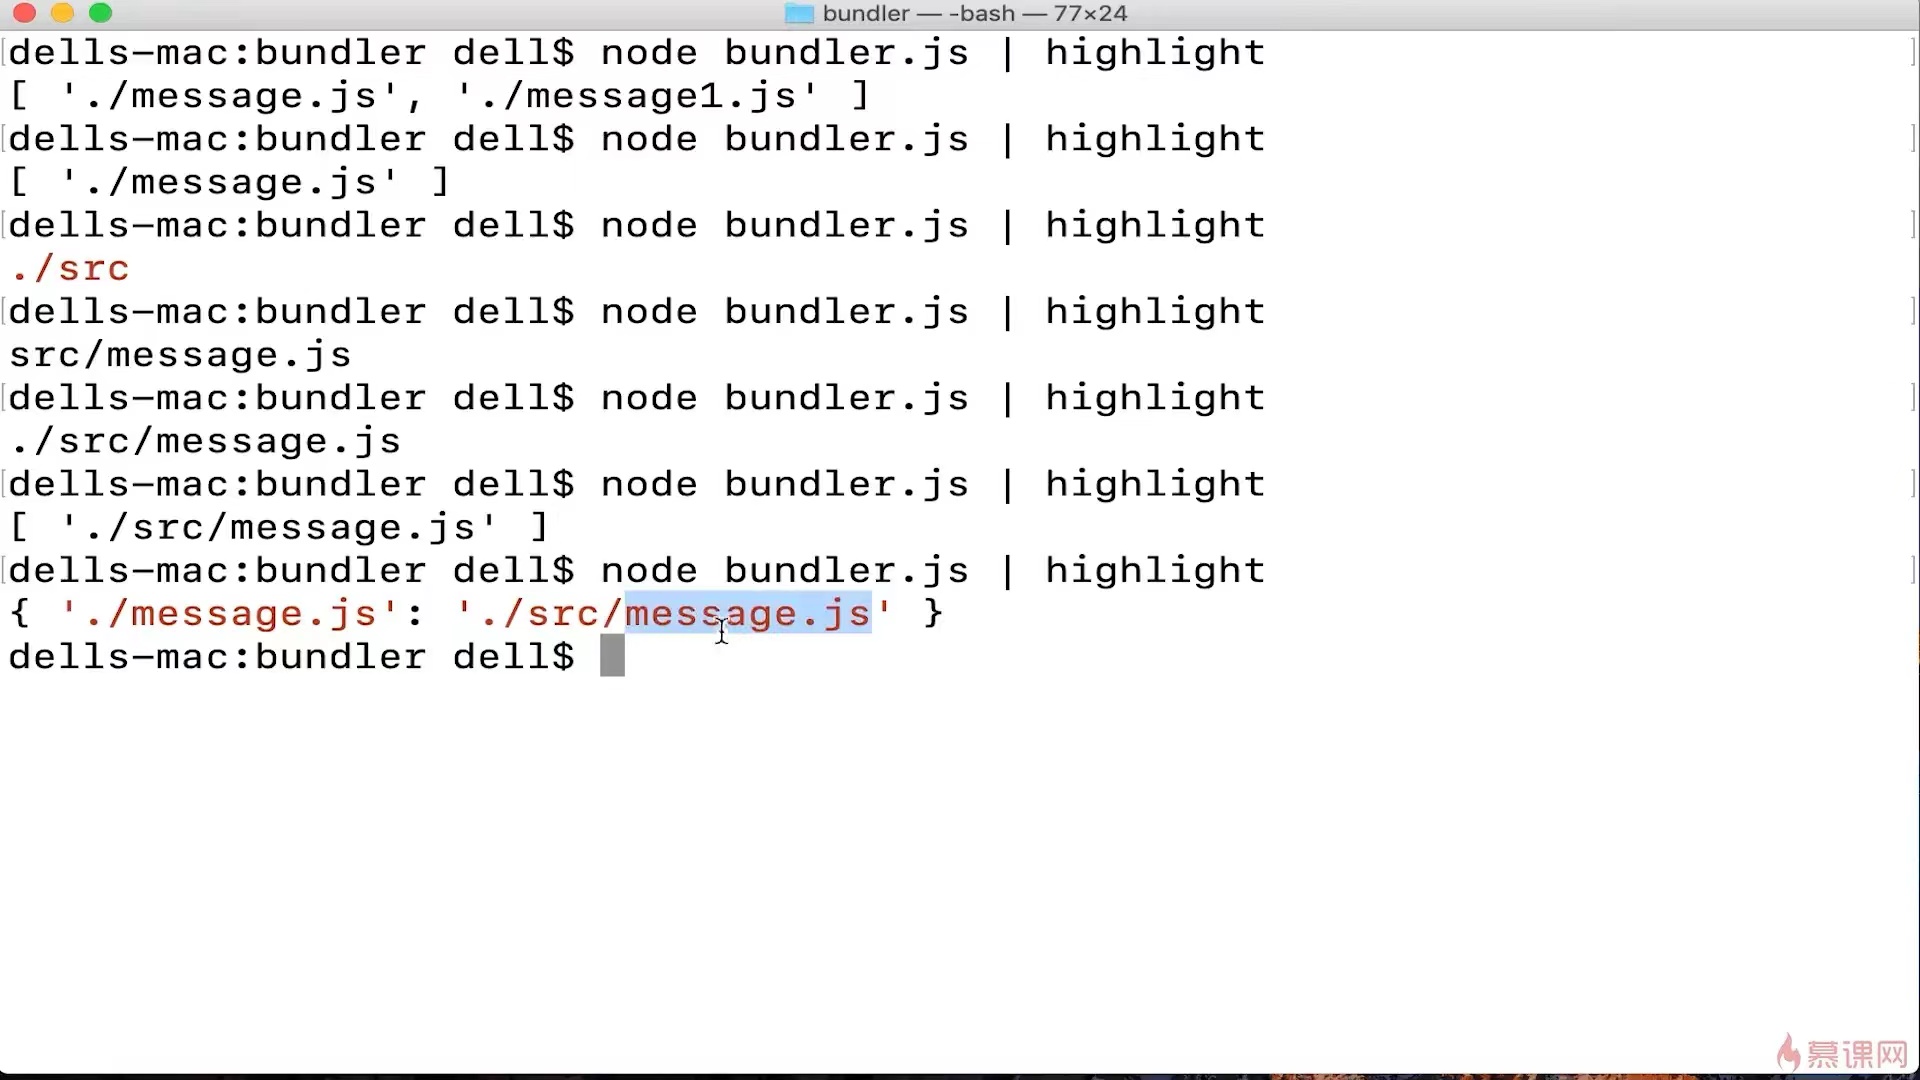 bundler — -bash — 77×24
dells-mac:bundler dell$ node bundler.js | highlight
[ './message.js', './message1.js' ]
dells-mac:bundler dell$ node bundler.js | highlight
[ './message.js' ]
dells-mac:bundler dell$ node bundler.js | highlight
./src
dells-mac:bundler dell$ node bundler.js | highlight
src/message.js
dells-mac:bundler dell$ node bundler.js | highlight
./src/message.js
dells-mac:bundler dell$ node bundler.js | highlight
[ './src/message.js' ]
dells-mac:bundler dell$ node bundler.js | highlight
{ './message.js': './src/message.js' }
dells-mac:bundler dell$
慕课网